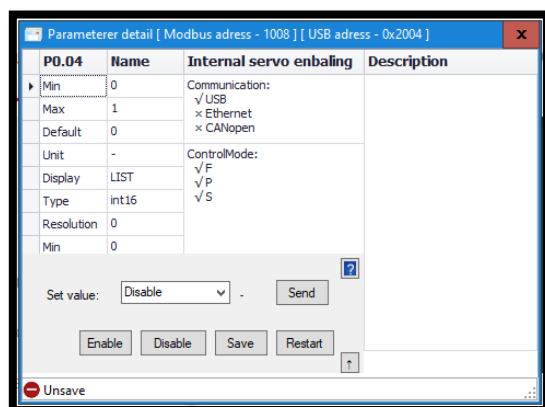 Parameterer detail [ Modbus adress - 1008 ] [ USB adress - 0x2004 ]
x
P0.04 Name Internal servo enbaling Description
Min 0 Communication:
√ USB
Max 1 × Ethernet
× CANopen
Default 0
Unit - ControlMode:
√ F
Display LIST √ P
Type int16 √ S
Resolution 0
Min 0
?
Set value: Disable - Send
Enable Disable Save Restart
↑
Unsave